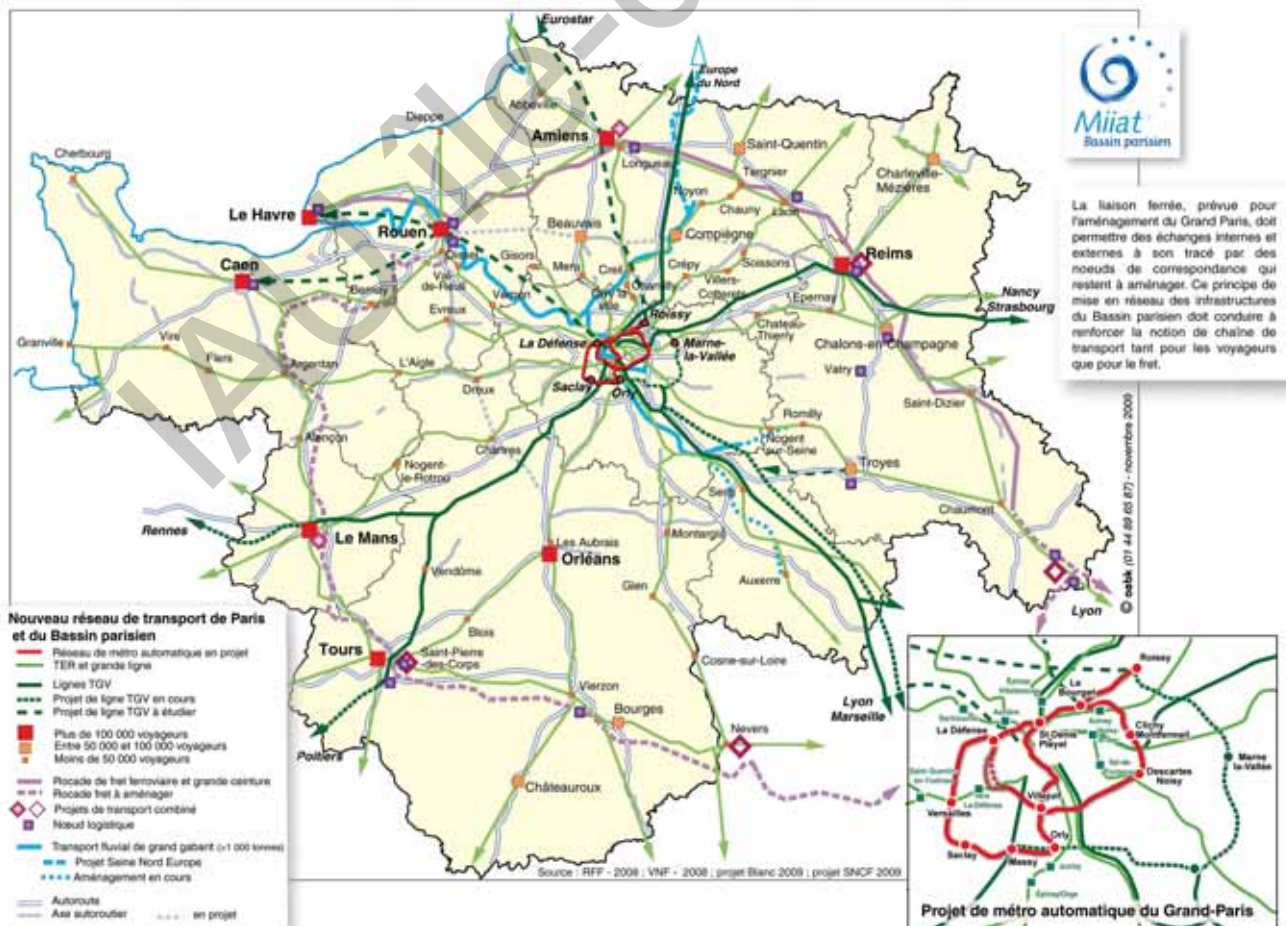 IAU île-d
Eurostar
Europe
du Nord
Abbeville
Dieppe
Amiens
Longueau
Saint-Quentin
Tergnier
Charleville-
Mézières
Cherbourg
Noyon
Chauny
Laon
Le Havre
Rouen
Beauvais
Compiègne
Caen
Oissel
Val
de-Reuil
Gisors
Méru
Creil
Crépy
Soissons
Reims
Bernay
Vernon
Chantilly
Villers-
Cotterets
Evreux
Roissy
Epernay
Nancy
Strasbourg
Chateau-
Thierry
Granville
Vire
Flers
Argentan
L'Aigle
La Défense
Marne-
la-Vallée
Chalons-en-Champagne
Dreux
Saclay
Orly
Vatry
Saint-Dizier
Romilly
Alençon
Chartres
Nogent
sur-Seine
Troyes
Nogent-
le-Rotrou
Sens
Chaumont
Rennes
Le Mans
Les Aubrais
Orléans
Montargis
Vendôme
Gien
Auxerre
Lyon
Blois
Tours
Saint-Pierre
-des-Corps
Cosne-sur-Loire
Vierzon
Bourges
Lyon
Marseille
Nevers
Poitiers
Châteauroux
Source : RFF - 2008 ; VNF - 2008 ; projet Blanc 2009 ; projet SNCF 2009
Miiat
Bassin parisien
La liaison ferrée, prévue pour
l'aménagement du Grand Paris, doit
permettre des échanges internes et
externes à son tracé par des
noeuds de correspondance qui
restent à aménager. Ce principe de
mise en réseau des infrastructures
du Bassin parisien doit conduire à
renforcer la notion de chaîne de
transport tant pour les voyageurs
que pour le fret.
Nouveau réseau de transport de Paris
et du Bassin parisien
Réseau de métro automatique en projet
TER et grande ligne
Lignes TGV
Projet de ligne TGV en cours
Projet de ligne TGV à étudier
Plus de 100 000 voyageurs
Entre 50 000 et 100 000 voyageurs
Moins de 50 000 voyageurs
Rocade de fret ferroviaire et grande ceinture
Rocade fret à aménager
Projets de transport combiné
Nœud logistique
Transport fluvial de grand gabarit (>1 000 tonnes)
Projet Seine Nord Europe
Aménagement en cours
Autoroute
Axe autoroutier
en projet
Roissy
Le
Bourget
La Défense
St Denis
Pleyel
Clichy
Montfermeil
Marne
la-Vallée
Descartes
Noisy
Versailles
Villejuif
Orly
Saclay
Massy
Juvisy
Projet de métro automatique du Grand-Paris